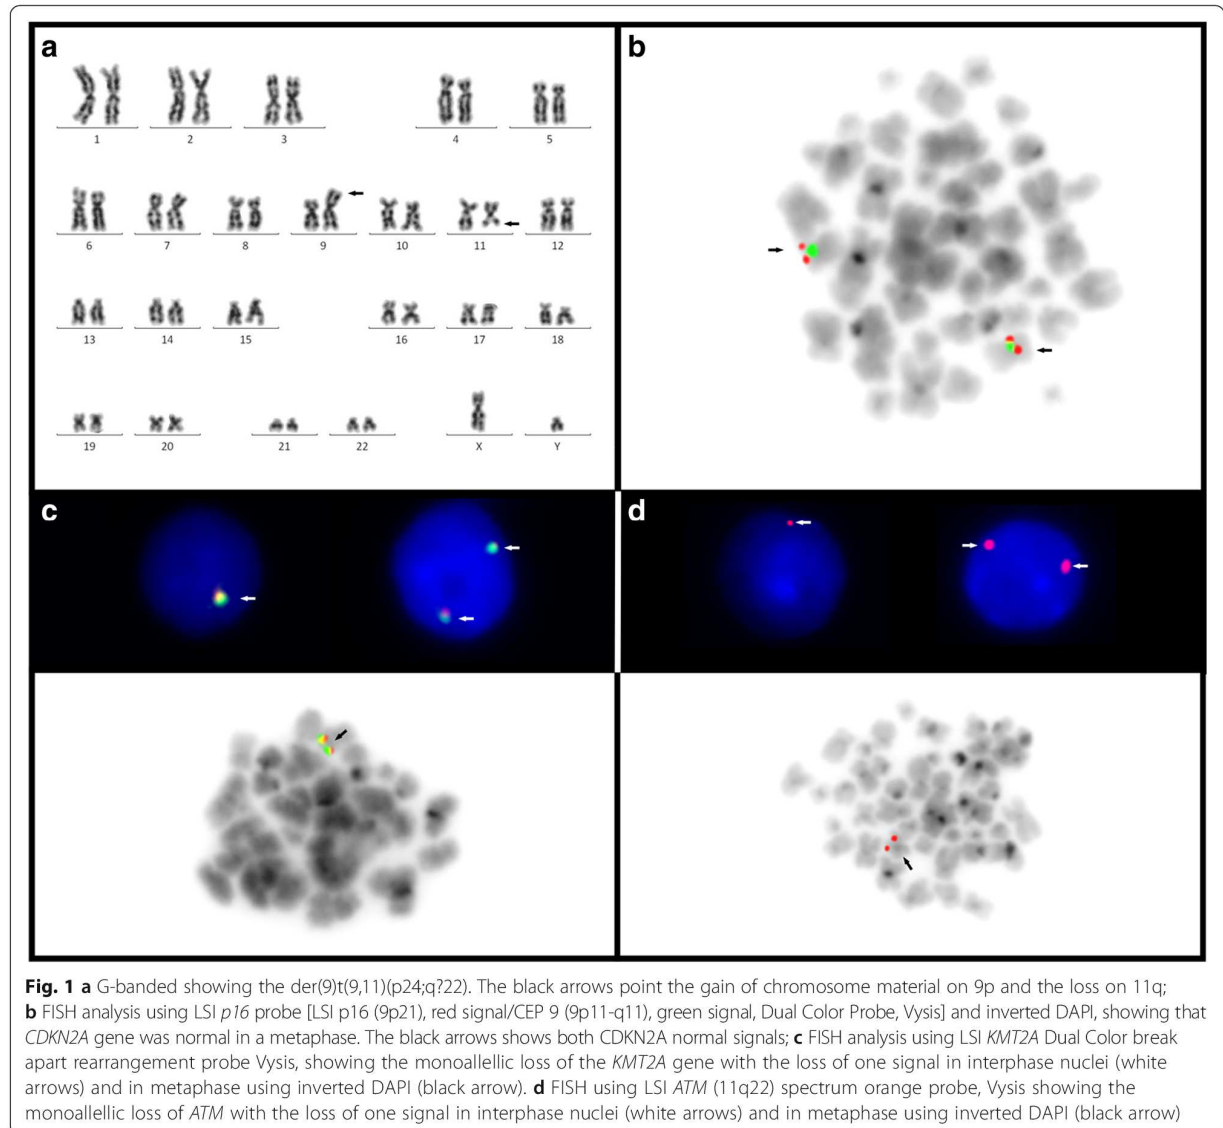 a
b
1 2 3 4 5
6 7 8 9 10 11 12
13 14 15 16 17 18
19 20 21 22 X Y
c
d
Fig. 1 a G-banded showing the der(9)t(9,11)(p24;q?22). The black arrows point the gain of chromosome material on 9p and the loss on 11q;
b FISH analysis using LSI p16 probe [LSI p16 (9p21), red signal/CEP 9 (9p11-q11), green signal, Dual Color Probe, Vysis] and inverted DAPI, showing that
CDKN2A gene was normal in a metaphase. The black arrows shows both CDKN2A normal signals; c FISH analysis using LSI KMT2A Dual Color break
apart rearrangement probe Vysis, showing the monoallellic loss of the KMT2A gene with the loss of one signal in interphase nuclei (white
arrows) and in metaphase using inverted DAPI (black arrow). d FISH using LSI ATM (11q22) spectrum orange probe, Vysis showing the
monoallellic loss of ATM with the loss of one signal in interphase nuclei (white arrows) and in metaphase using inverted DAPI (black arrow)